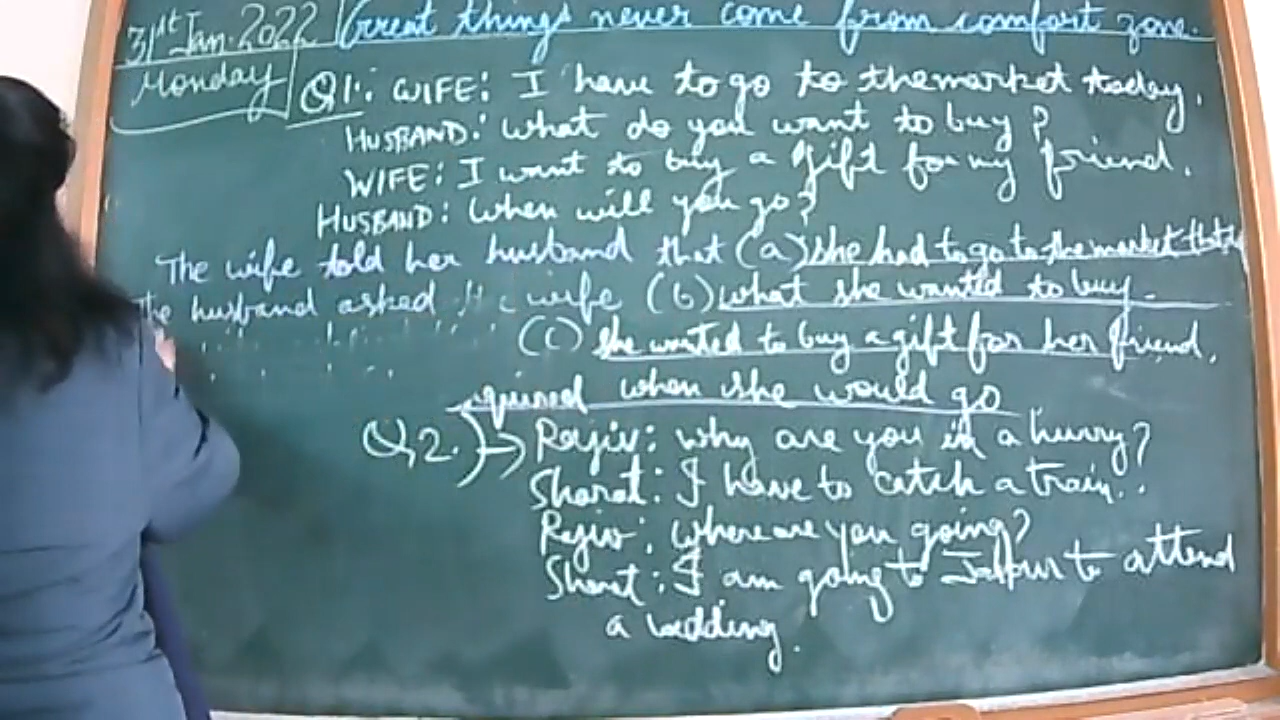 31st Jan. 2022 Great things never come from comfort zone.
Monday
Q1: WIFE: I have to go to the market today.
HUSBAND: What do you want to buy?
WIFE: I want to buy a gift for my friend.
HUSBAND: When will you go?
The wife told her husband that (a) she had to go to the market that
The husband asked wife (b) what she wanted to buy.
(c) she wanted to buy a gift for her friend.
when she would go
Q2.) → Rajiv: why are you in a hurry?
Sharat: I have to catch a train..
Rajiv: where are you going?
Sharat: I am going to Jaipur to attend
a wedding.